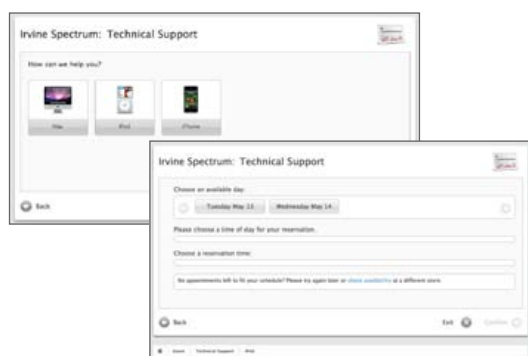 Irvine Spectrum: Technical Support
How can we help you?
Mac
iPod
iPhone
Back
Irvine Spectrum: Technical Support
Choose an available day:
Tuesday May 13
Wednesday May 14
Please choose a time of day for your reservation.
Choose a reservation time:
No appointments left to fit your schedule? Please try again later or check availability at a different store.
Back
Exit
Confirm
Home
Technical Support
iPod